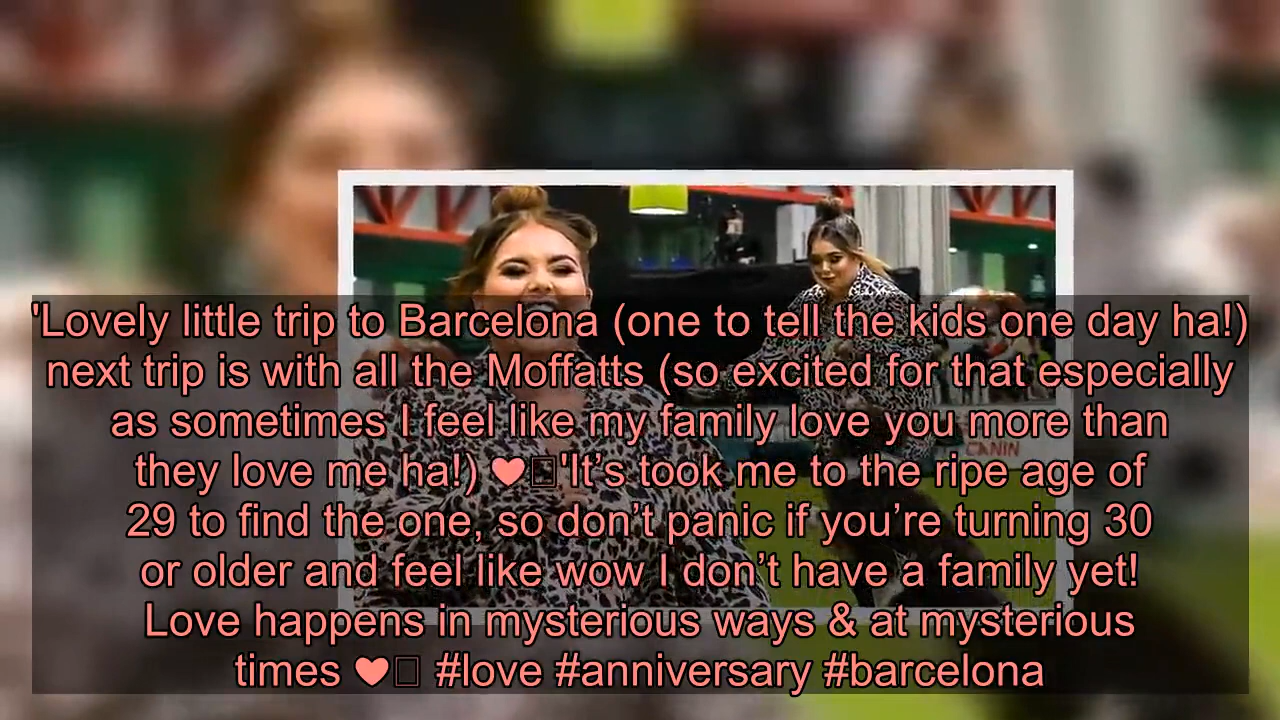 'Lovely little trip to Barcelona (one to tell the kids one day ha!)
next trip is with all the Moffatts (so excited for that especially
as sometimes I feel like my family love you more than
they love me ha!) ♥□'It’s took me to the ripe age of
29 to find the one, so don’t panic if you’re turning 30
or older and feel like wow I don’t have a family yet!
Love happens in mysterious ways & at mysterious
times ♥□ #love #anniversary #barcelona
CANIN